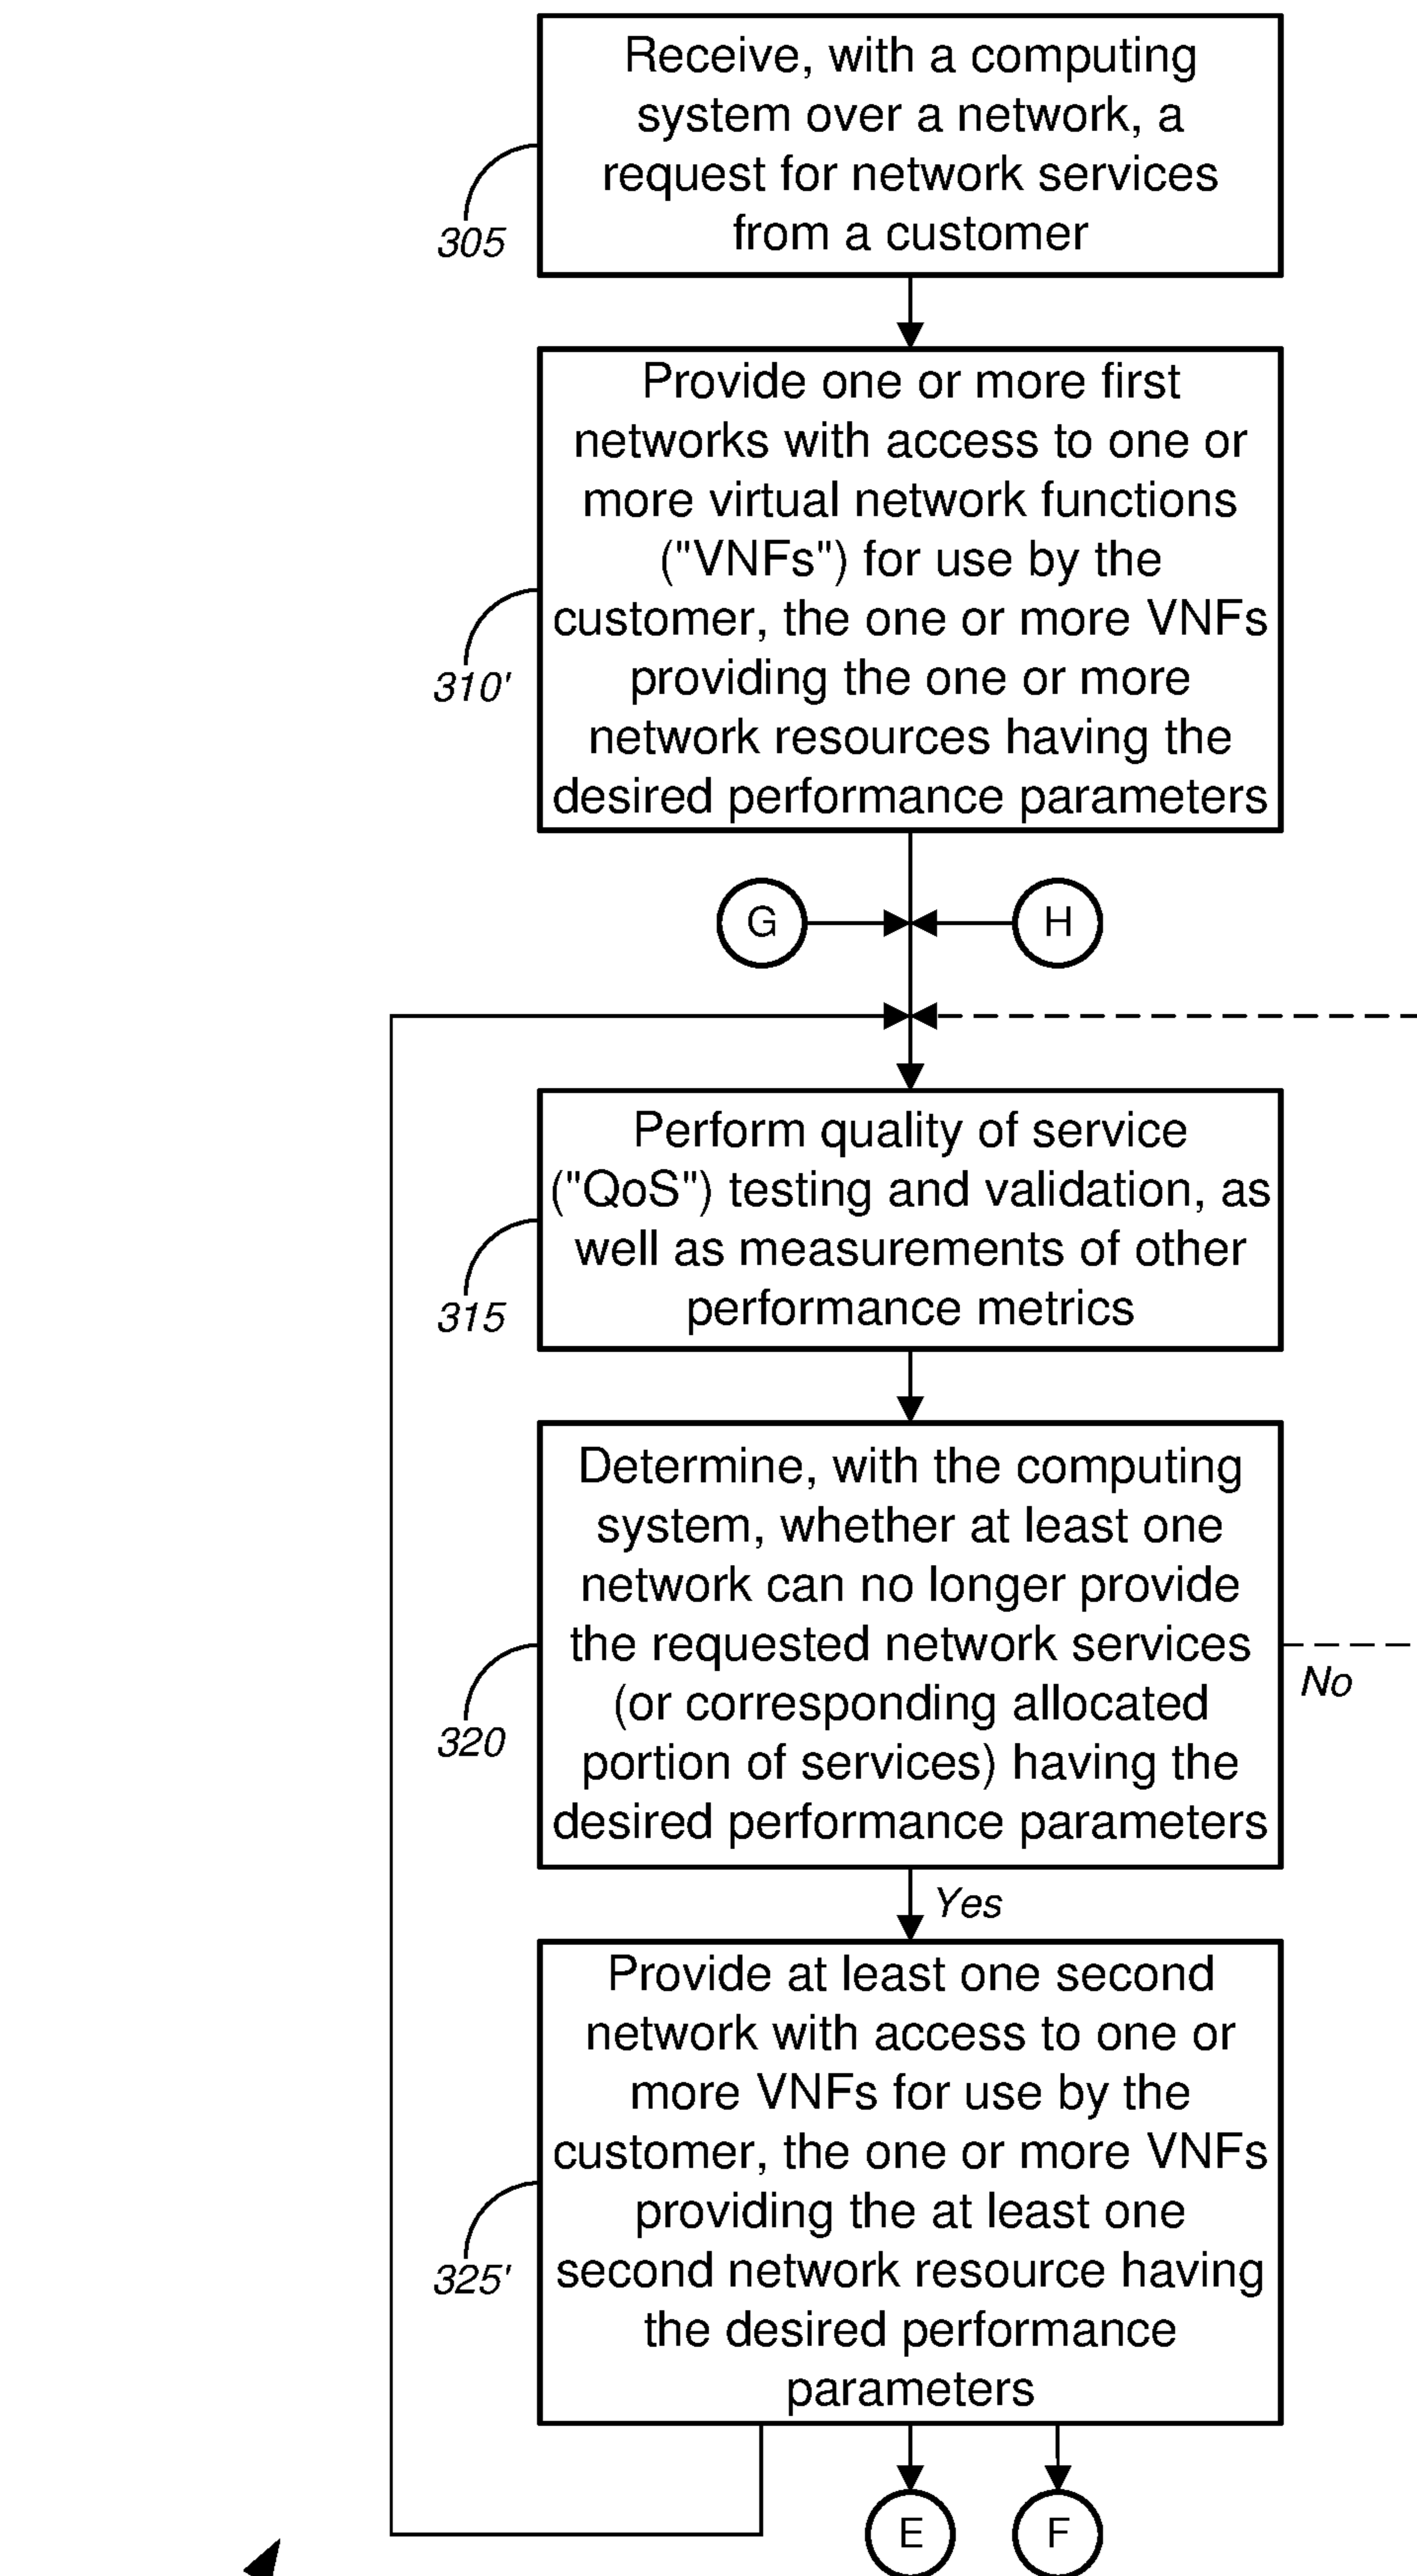 Receive, with a computing
system over a network, a
request for network services
from a customer
305
Provide one or more first
networks with access to one or
more virtual network functions
("VNFs") for use by the
customer, the one or more VNFs
providing the one or more
network resources having the
desired performance parameters
310'
G
H
Perform quality of service
("QoS") testing and validation, as
well as measurements of other
performance metrics
315
Determine, with the computing
system, whether at least one
network can no longer provide
the requested network services
(or corresponding allocated
portion of services) having the
desired performance parameters
320
No
Yes
Provide at least one second
network with access to one or
more VNFs for use by the
customer, the one or more VNFs
providing the at least one
second network resource having
the desired performance
parameters
325'
E
F